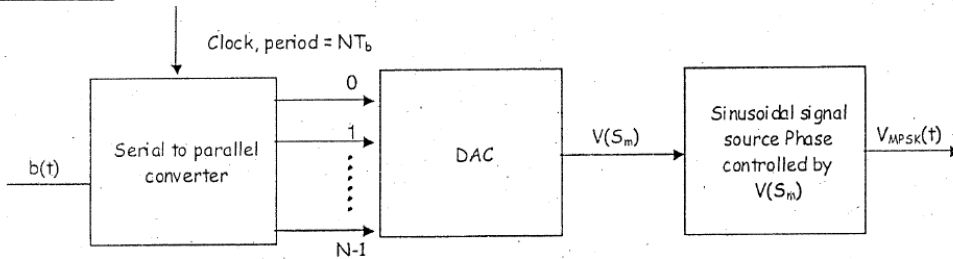 Clock, period = NT_b
0
1
N-1
b(t)
Serial to parallel
converter
DAC
V(S_m)
Sinusoidal signal
source Phase
controlled by
V(S_m)
V_MPSK(t)